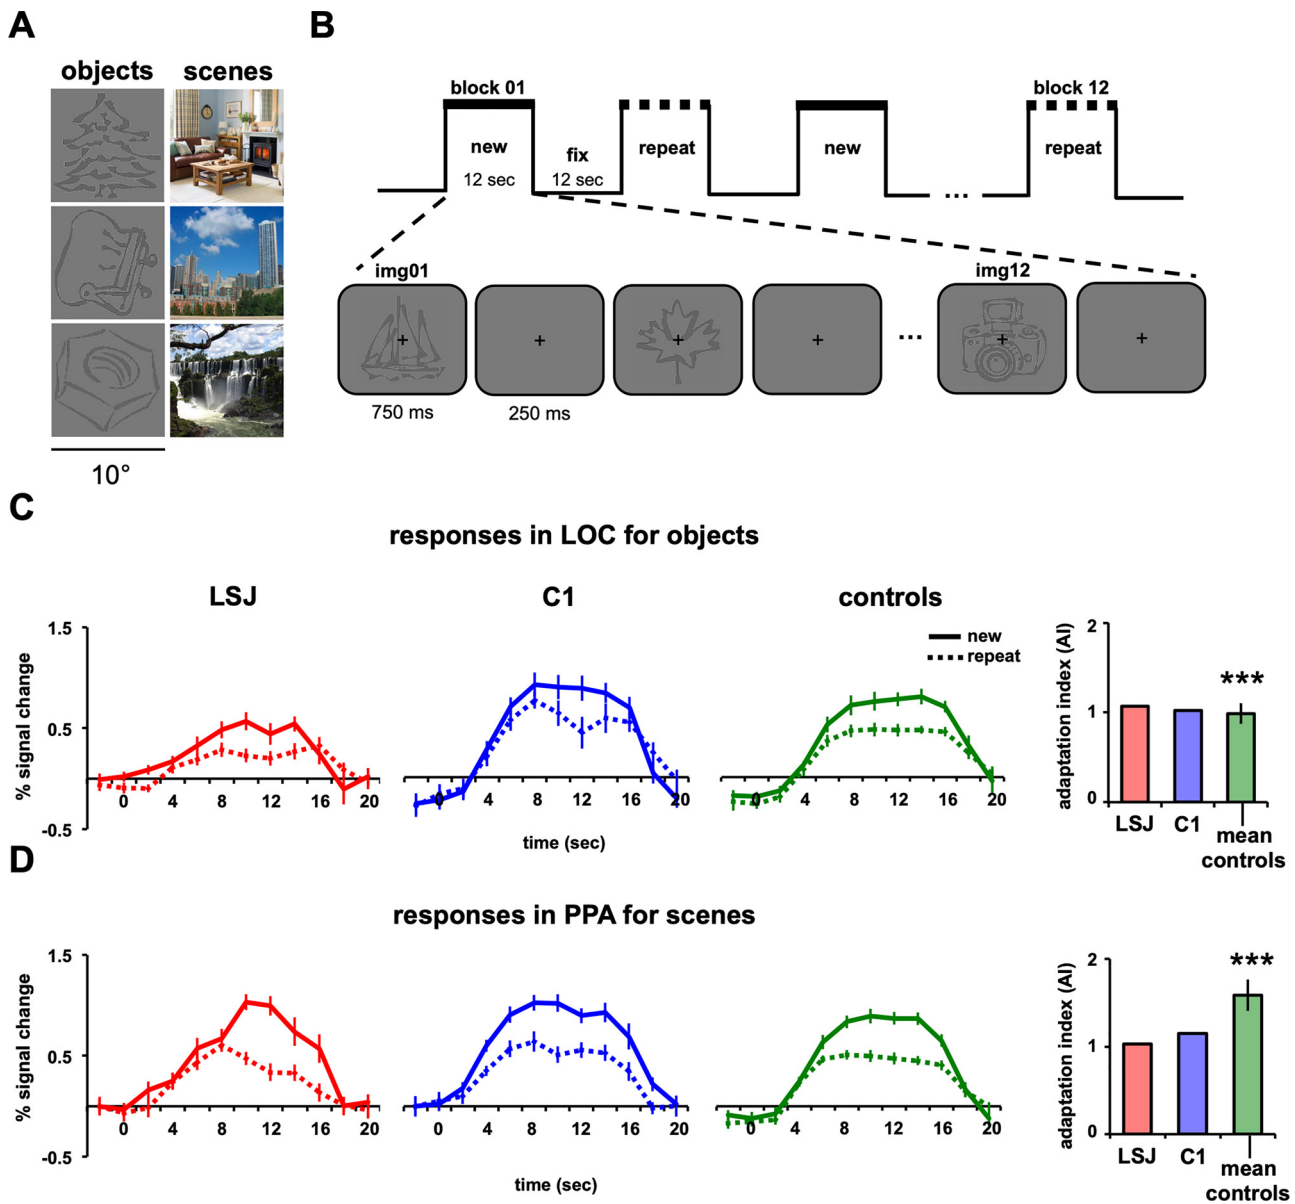 A
objects scenes
10°
B
block 01
block 12
new
fix
repeat
new
repeat
12 sec
12 sec
...
img01
img12
...
750 ms
250 ms
C
responses in LOC for objects
LSJ
C1
controls
new
repeat
% signal change
1.5
0.5
-0.5
0 4 8 12 16 20
0 4 8 12 16 20
0 4 8 12 16 20
time (sec)
adaptation index (AI)
2
1
0
***
LSJ C1 mean
controls
D
responses in PPA for scenes
% signal change
1.5
0.5
-0.5
0 4 8 12 16 20
0 4 8 12 16 20
0 4 8 12 16 20
time (sec)
adaptation index (AI)
2
1
0
***
LSJ C1 mean
controls